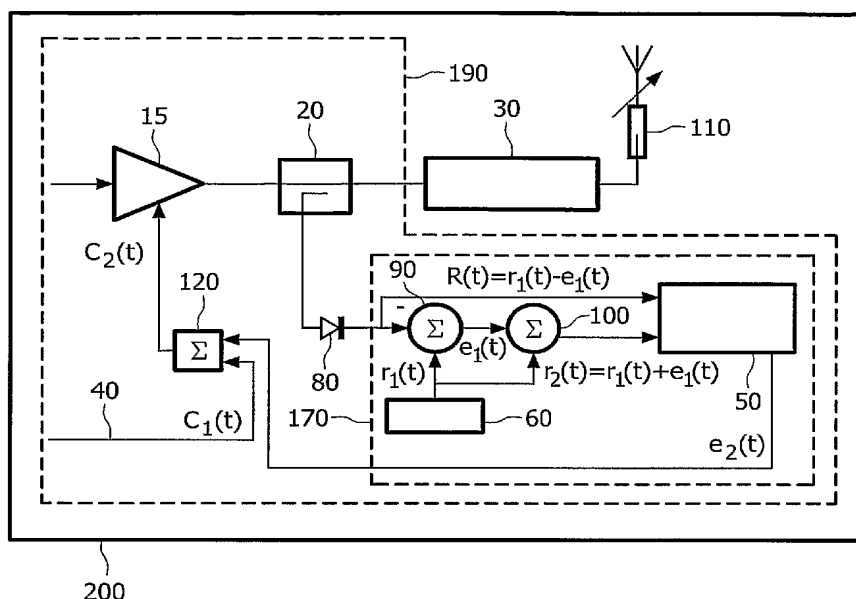 190
15
20
30
110
C2(t)
90
R(t)=r1(t)-e1(t)
120
-
Σ
Σ
100
Σ
e1(t)
80
r1(t)
r2(t)=r1(t)+e1(t)
50
40
C1(t)
170
60
e2(t)
200